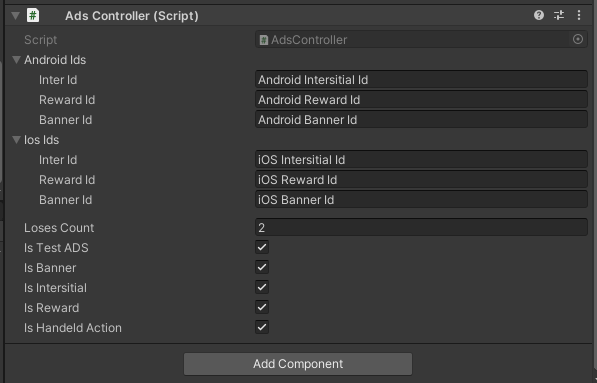 Ads Controller (Script)
Script AdsController
Android Ids
Inter Id Android Intersitial Id
Reward Id Android Reward Id
Banner Id Android Banner Id
Ios Ids
Inter Id iOS Intersitial Id
Reward Id iOS Reward Id
Banner Id iOS Banner Id
Loses Count 2
Is Test ADS
Is Banner
Is Intersitial
Is Reward
Is Handeld Action
Add Component